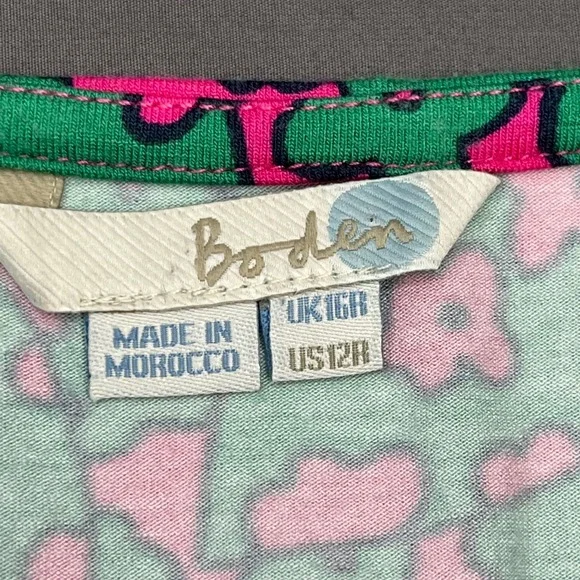 Boden
MADE IN
MOROCCO
UK16R
US12R